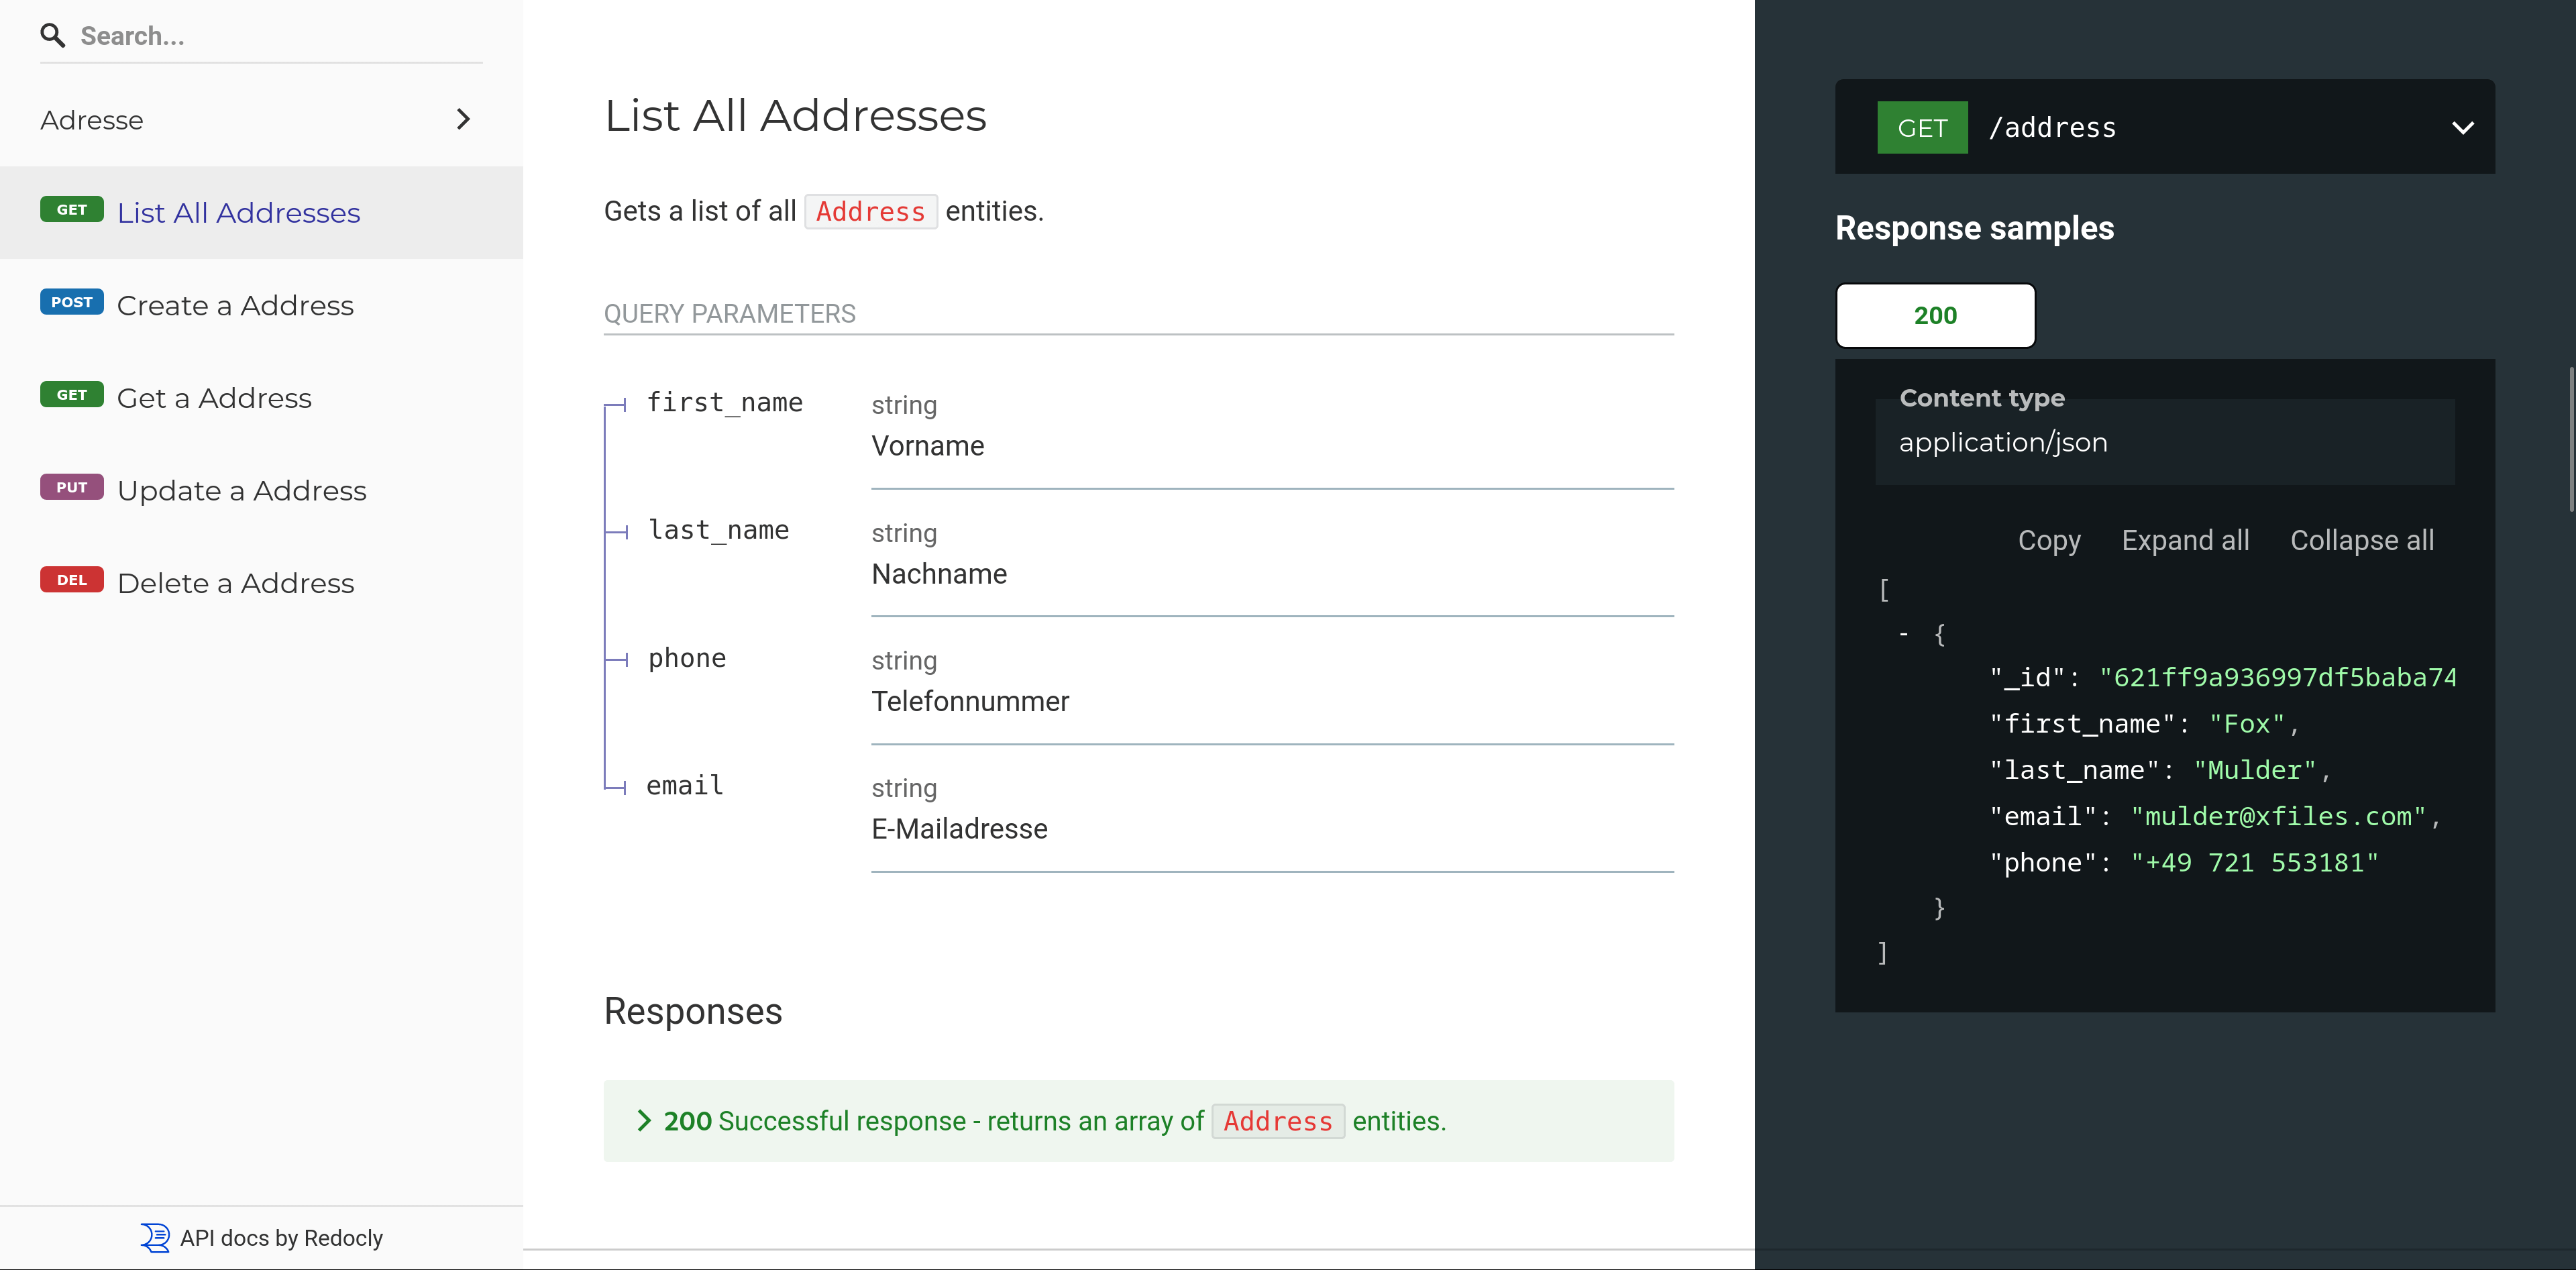 Search...
Adresse
GET List All Addresses
POST Create a Address
GET Get a Address
PUT Update a Address
DEL Delete a Address
API docs by Redocly
List All Addresses
Gets a list of all Address entities.
QUERY PARAMETERS
first_name string
Vorname
last_name string
Nachname
phone string
Telefonnummer
email string
E-Mailadresse
Responses
200 Successful response - returns an array of Address entities.
GET /address
Response samples
200
Content type
application/json
Copy Expand all Collapse all
[
- {
"_id": "621ff9a936997df5baba74
"first_name": "Fox",
"last_name": "Mulder",
"email": "mulder@xfiles.com",
"phone": "+49 721 553181"
}
]